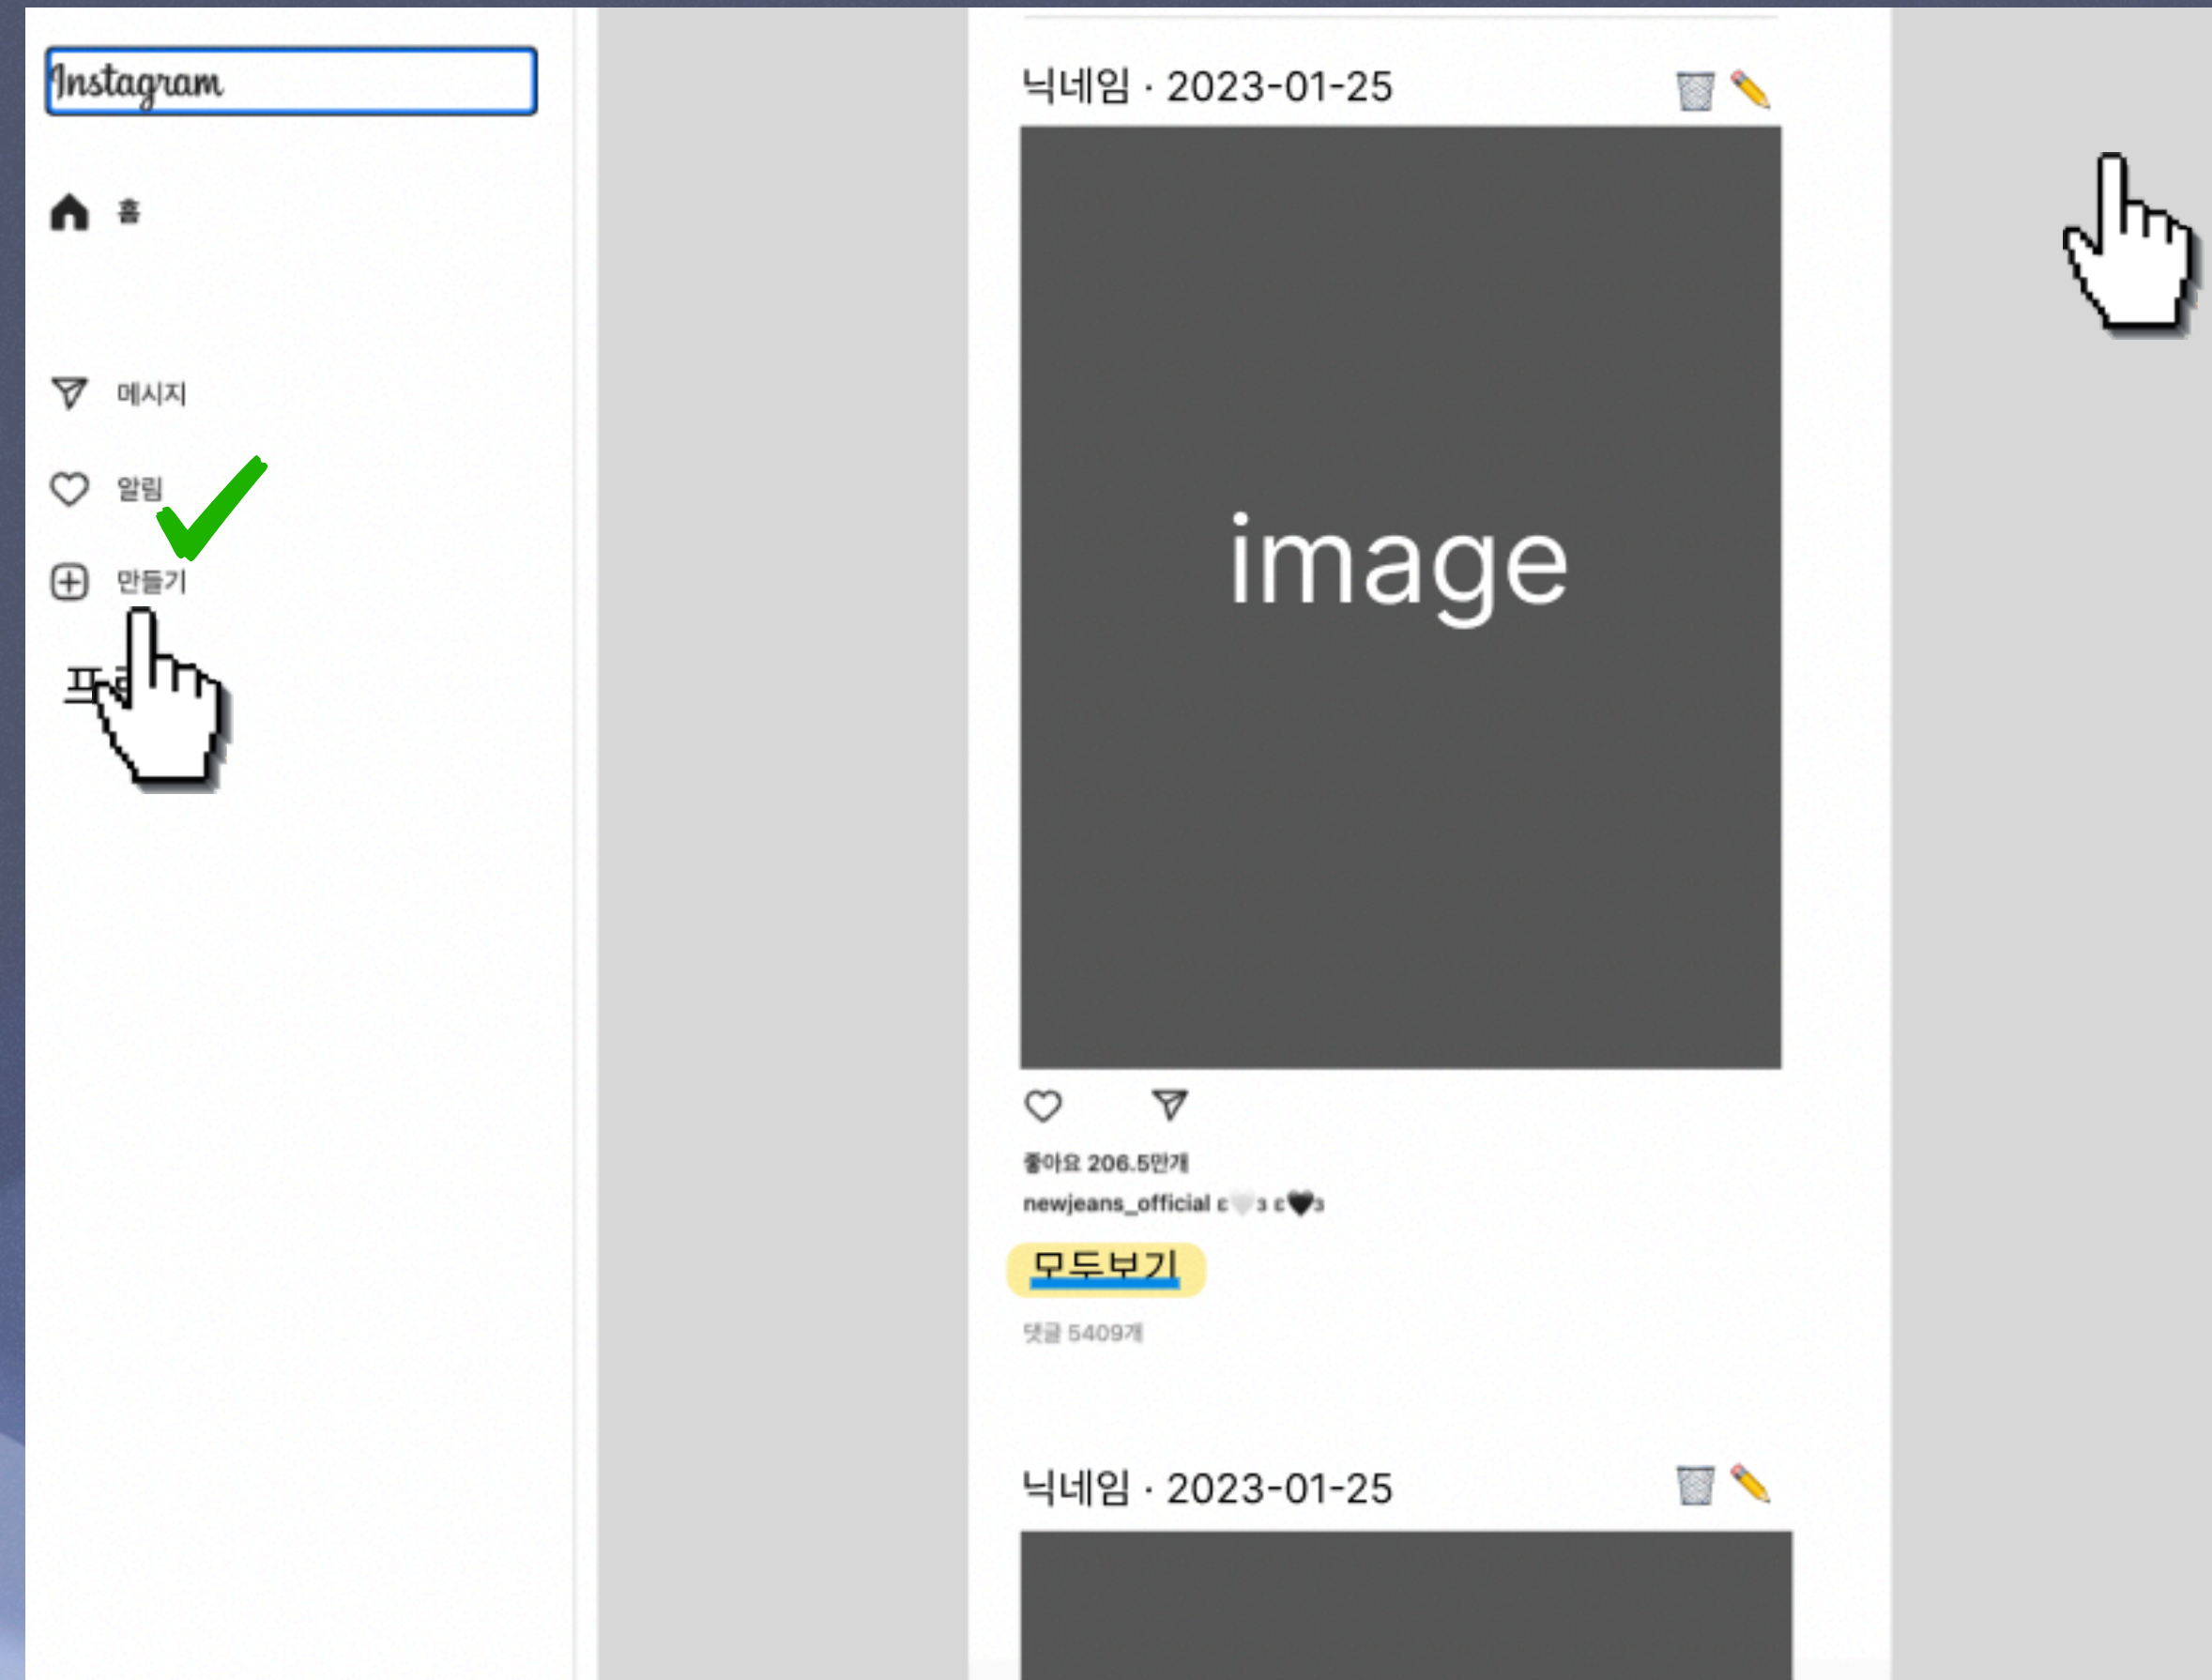 Instagram
홈
메시지
알림
만들기
닉네임 · 2023-01-25
image
좋아요 206.5만개
newjeans_official ε🤍з ε🖤з
모두보기
댓글 5409개
닉네임 · 2023-01-25